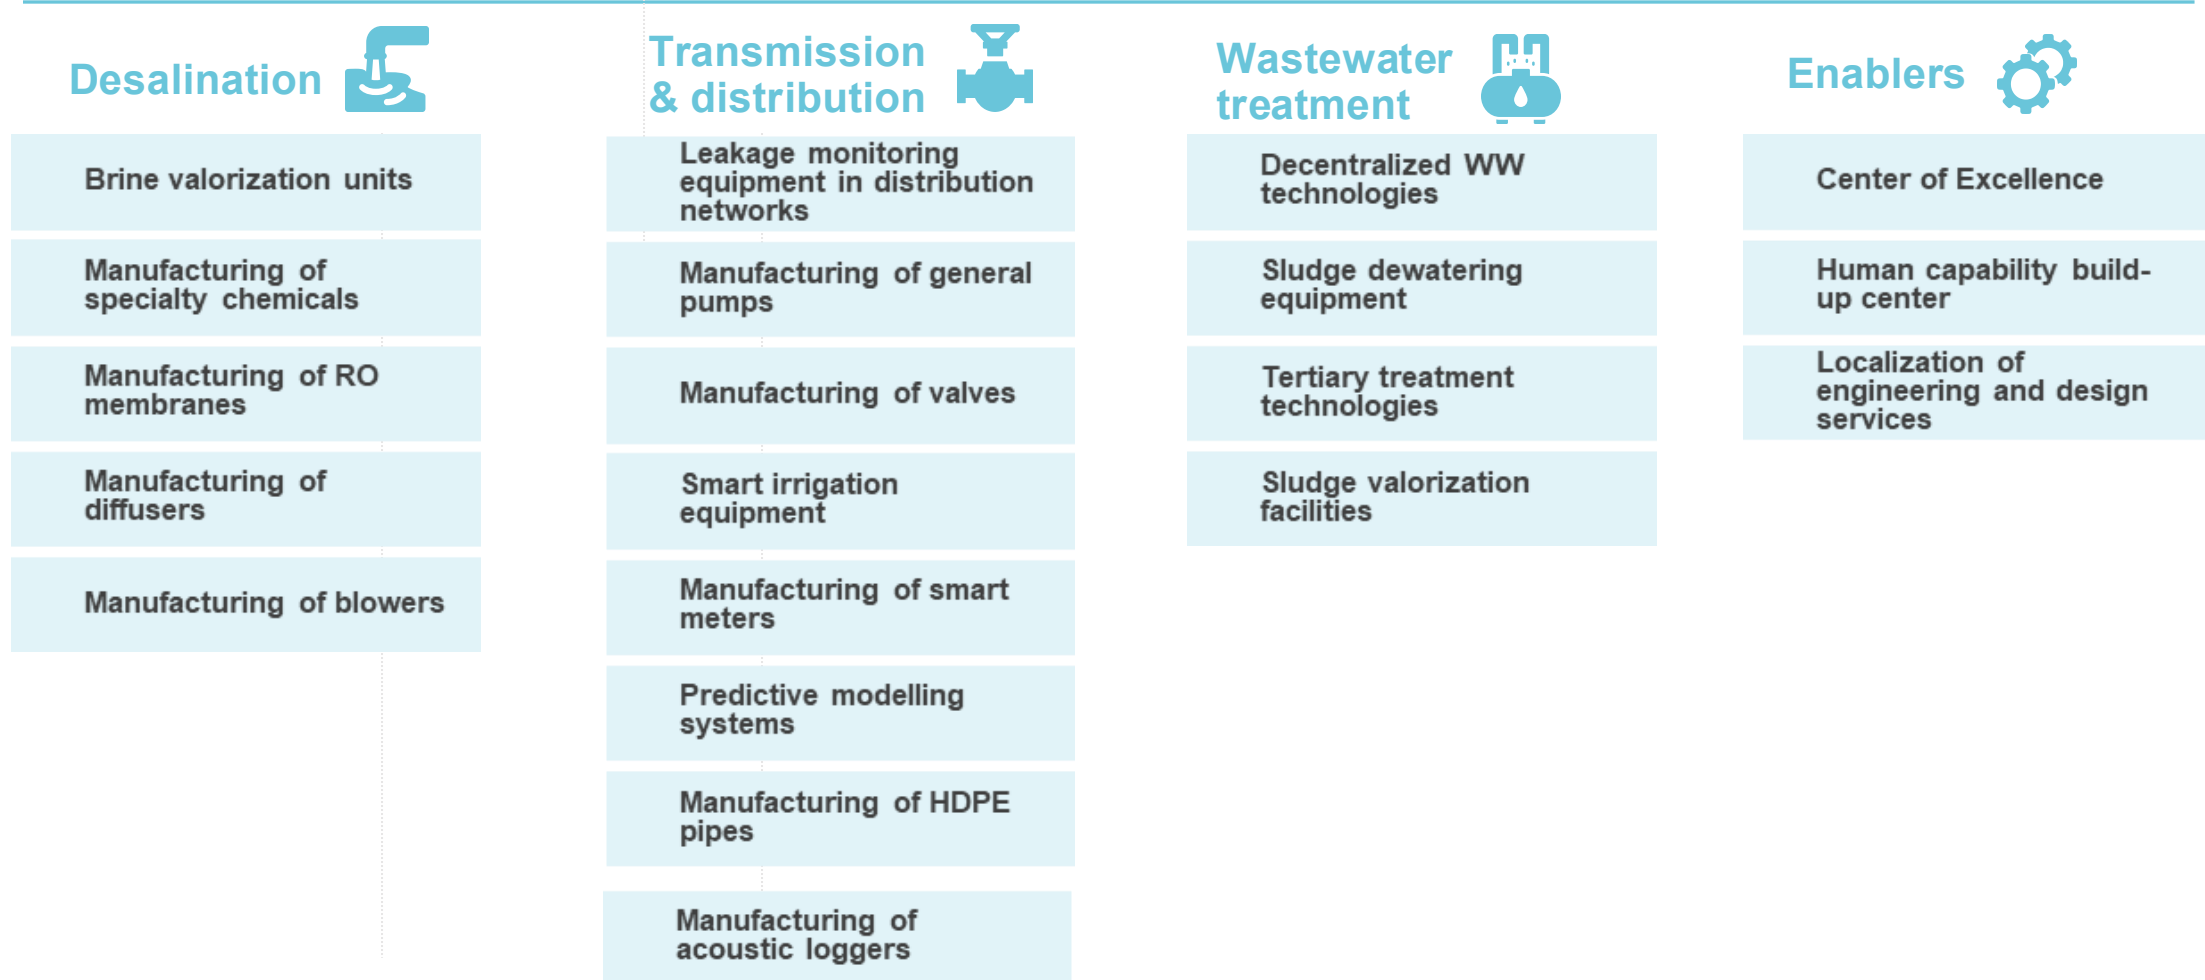 Desalination
Brine valorization units
Manufacturing of
specialty chemicals
Manufacturing of RO
membranes
Manufacturing of
diffusers
Manufacturing of blowers
Transmission
& distribution
Leakage monitoring
equipment in distribution
networks
Manufacturing of general
pumps
Manufacturing of valves
Smart irrigation
equipment
Manufacturing of smart
meters
Predictive modelling
systems
Manufacturing of HDPE
pipes
Manufacturing of
acoustic loggers
Wastewater
treatment
Decentralized WW
technologies
Sludge dewatering
equipment
Tertiary treatment
technologies
Sludge valorization
facilities
Enablers
Center of Excellence
Human capability build-
up center
Localization of
engineering and design
services